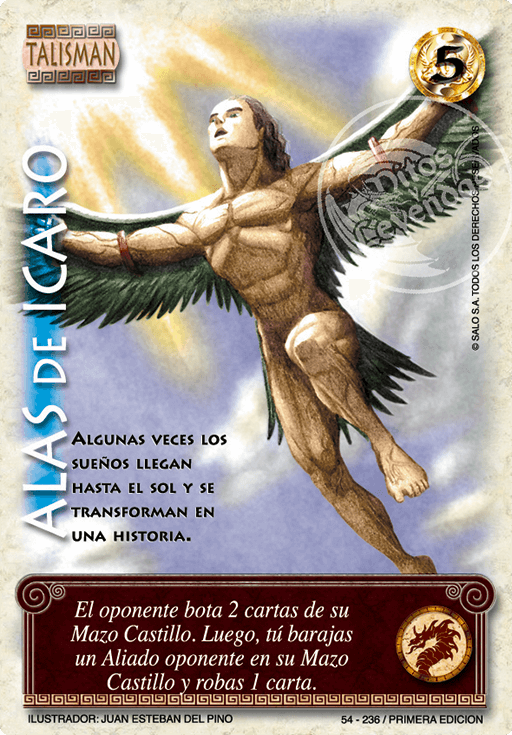 TALISMAN
5
ALAS DE ICARO
Mitos y
Leyendas
© SALO S.A. TODOS LOS DERECHOS RESERVADOS
ALGUNAS VECES LOS
SUEÑOS LLEGAN
HASTA EL SOL Y SE
TRANSFORMAN EN
UNA HISTORIA.
El oponente bota 2 cartas de su
Mazo Castillo. Luego, tú barajas
un Aliado oponente en su Mazo
Castillo y robas 1 carta.
ILUSTRADOR: JUAN ESTEBAN DEL PINO
54 - 236 / PRIMERA EDICION